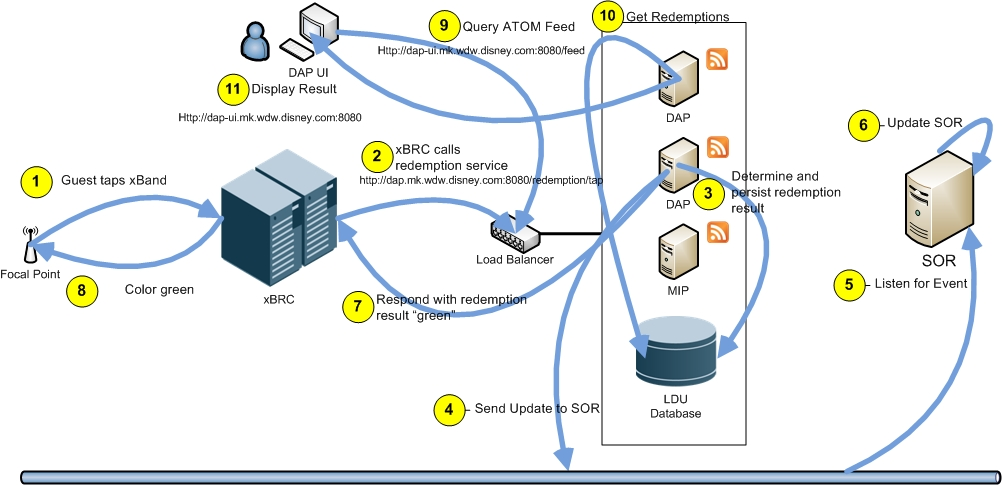 9
Query ATOM Feed
Http://dap-ui.mk.wdw.disney.com:8080/feed
10
Get Redemptions
DAP UI
11
Display Result
Http://dap-ui.mk.wdw.disney.com:8080
DAP
6
Update SOR
2
xBRC calls
redemption service
http://dap.mk.wdw.disney.com:8080/redemption/tap
1
Guest taps xBand
3
Determine and
persist redemption
result
DAP
Focal Point
8
Color green
xBRC
Load Balancer
MIP
SOR
5
Listen for Event
7
Respond with redemption
result “green”
LDU
Database
4
Send Update to SOR